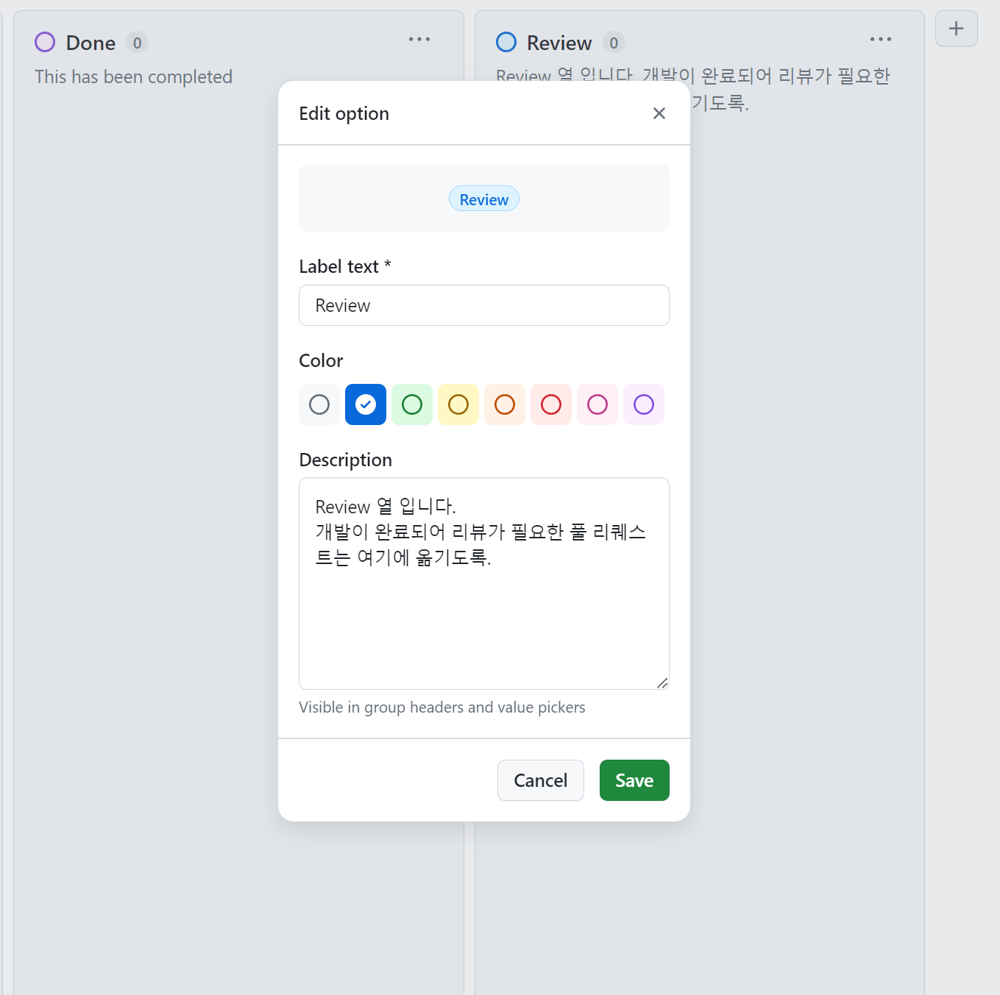 Done 0
This has been completed
Review 0
Review 열 입니다. 개발이 완료되어 리뷰가 필요한
기도록.
Edit option
Review
Label text *
Review
Color
Description
Review 열 입니다.
개발이 완료되어 리뷰가 필요한 풀 리퀘스
트는 여기에 옮기도록.
Visible in group headers and value pickers
Cancel
Save